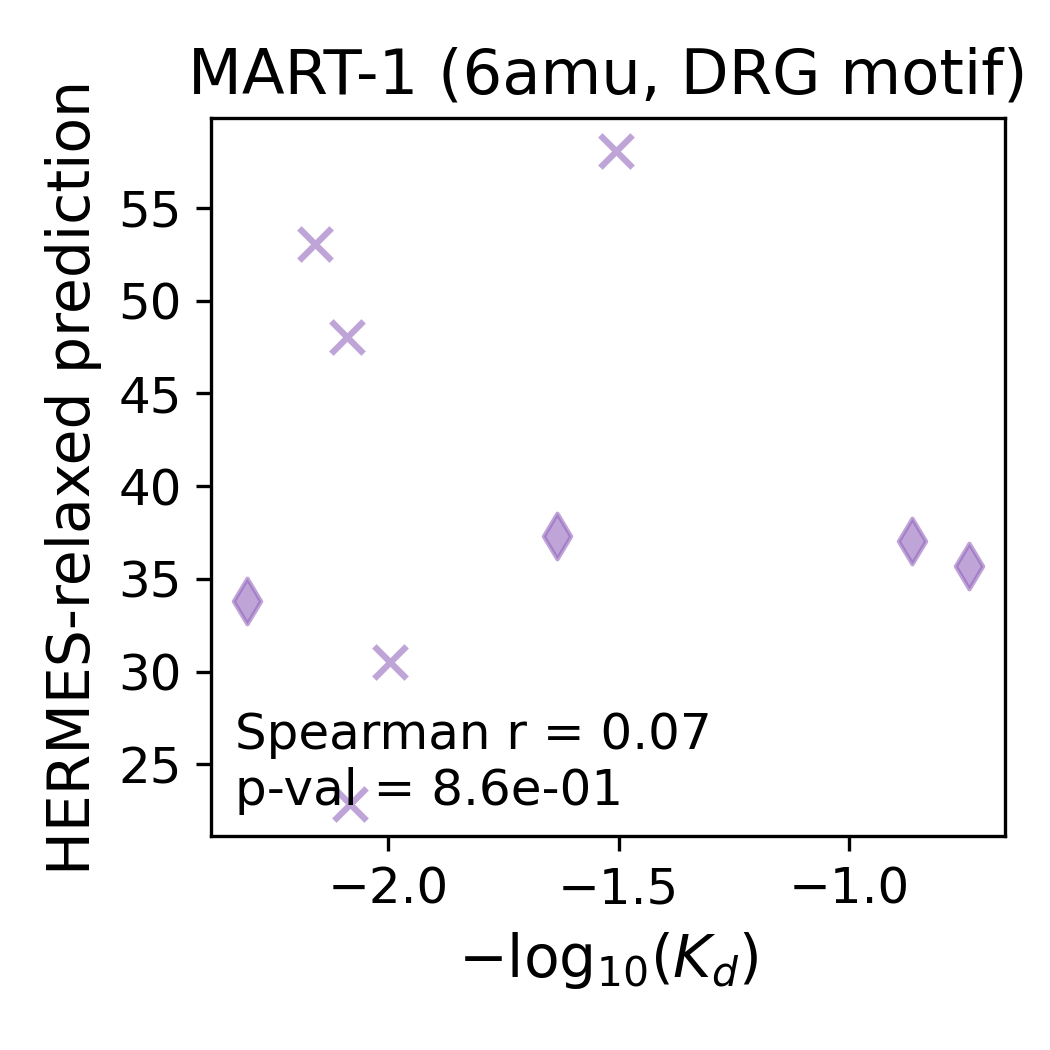 MART-1 (6amu, DRG motif)
HERMES-relaxed prediction
55
50
45
40
35
30
25
Spearman r = 0.07
p-val = 8.6e-01
−2.0 −1.5 −1.0
−log₁₀(K_d)